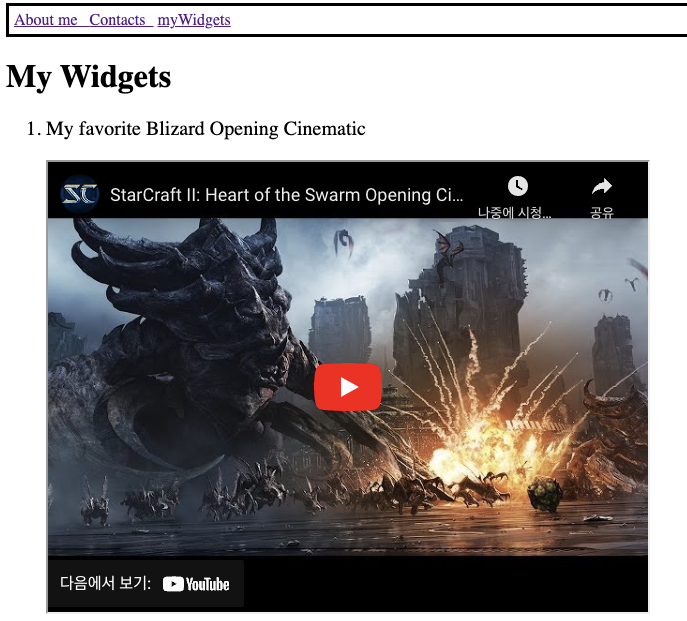 About me Contacts myWidgets
My Widgets
1. My favorite Blizard Opening Cinematic
SC StarCraft II: Heart of the Swarm Opening Ci...
나중에 시청... 공유
다음에서 보기: YouTube